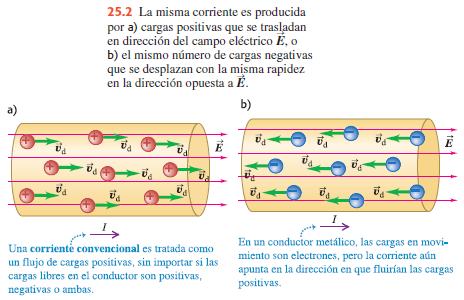 25.2 La misma corriente es producida
por a) cargas positivas que se trasladan
en dirección del campo eléctrico E⃗, o
b) el mismo número de cargas negativas
que se desplazan con la misma rapidez
en la dirección opuesta a E⃗.
a)
v⃗d
v⃗d
v⃗d
E⃗
v⃗d
v⃗d
v⃗d
v⃗d
v⃗d
v⃗d
I
Una corriente convencional es tratada como
un flujo de cargas positivas, sin importar si las
cargas libres en el conductor son positivas,
negativas o ambas.
b)
v⃗d
v⃗d
v⃗d
E⃗
v⃗d
v⃗d
v⃗d
v⃗d
v⃗d
v⃗d
I
En un conductor metálico, las cargas en movi-
miento son electrones, pero la corriente aún
apunta en la dirección en que fluirían las cargas
positivas.